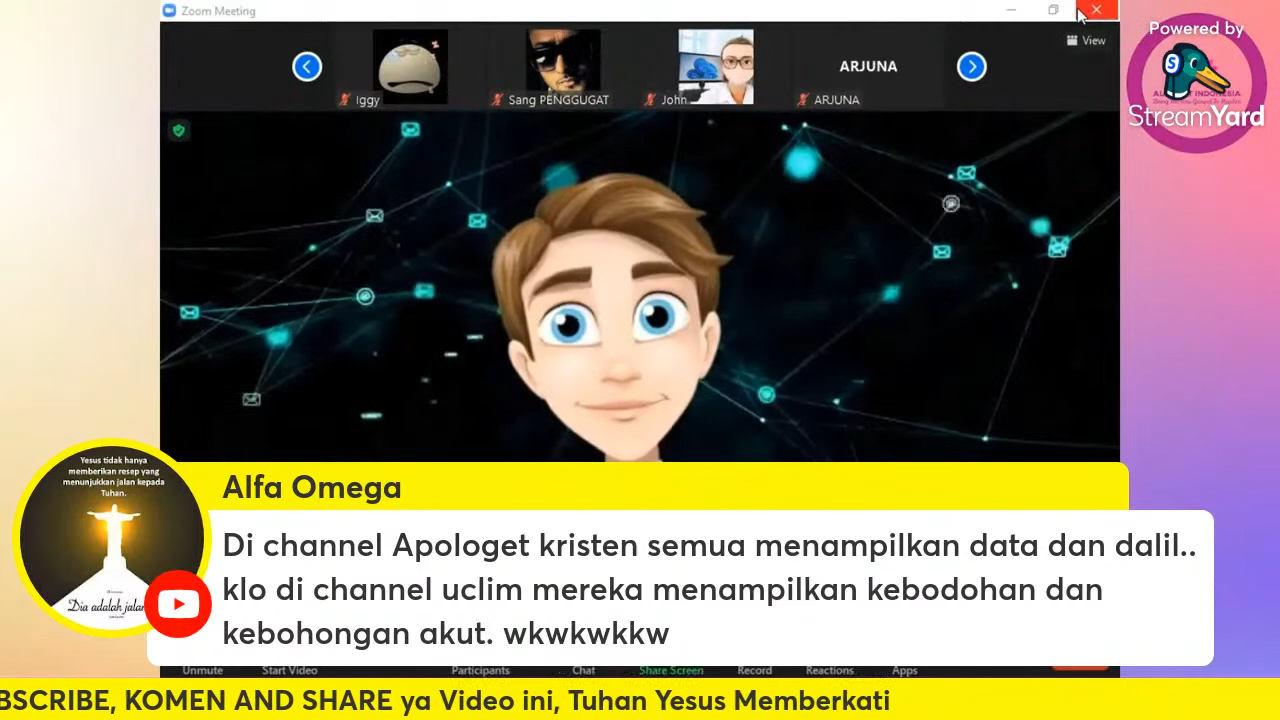 Zoom Meeting
Powered by
View
StreamYard
ARJUNA
Iggy
Sang PENGGUGAT
John
ARJUNA
Yesus tidak hanya
memberikan resep yang
menunjukkan jalan kepada
Tuhan.
Dia adalah jalan
Alfa Omega
Di channel Apologet kristen semua menampilkan data dan dalil..
klo di channel uclim mereka menampilkan kebodohan dan
kebohongan akut. wkwkwkkw
Unmute Start Video Participants Chat Share Screen Record Reactions Apps
BSCRIBE, KOMEN AND SHARE ya Video ini, Tuhan Yesus Memberkati